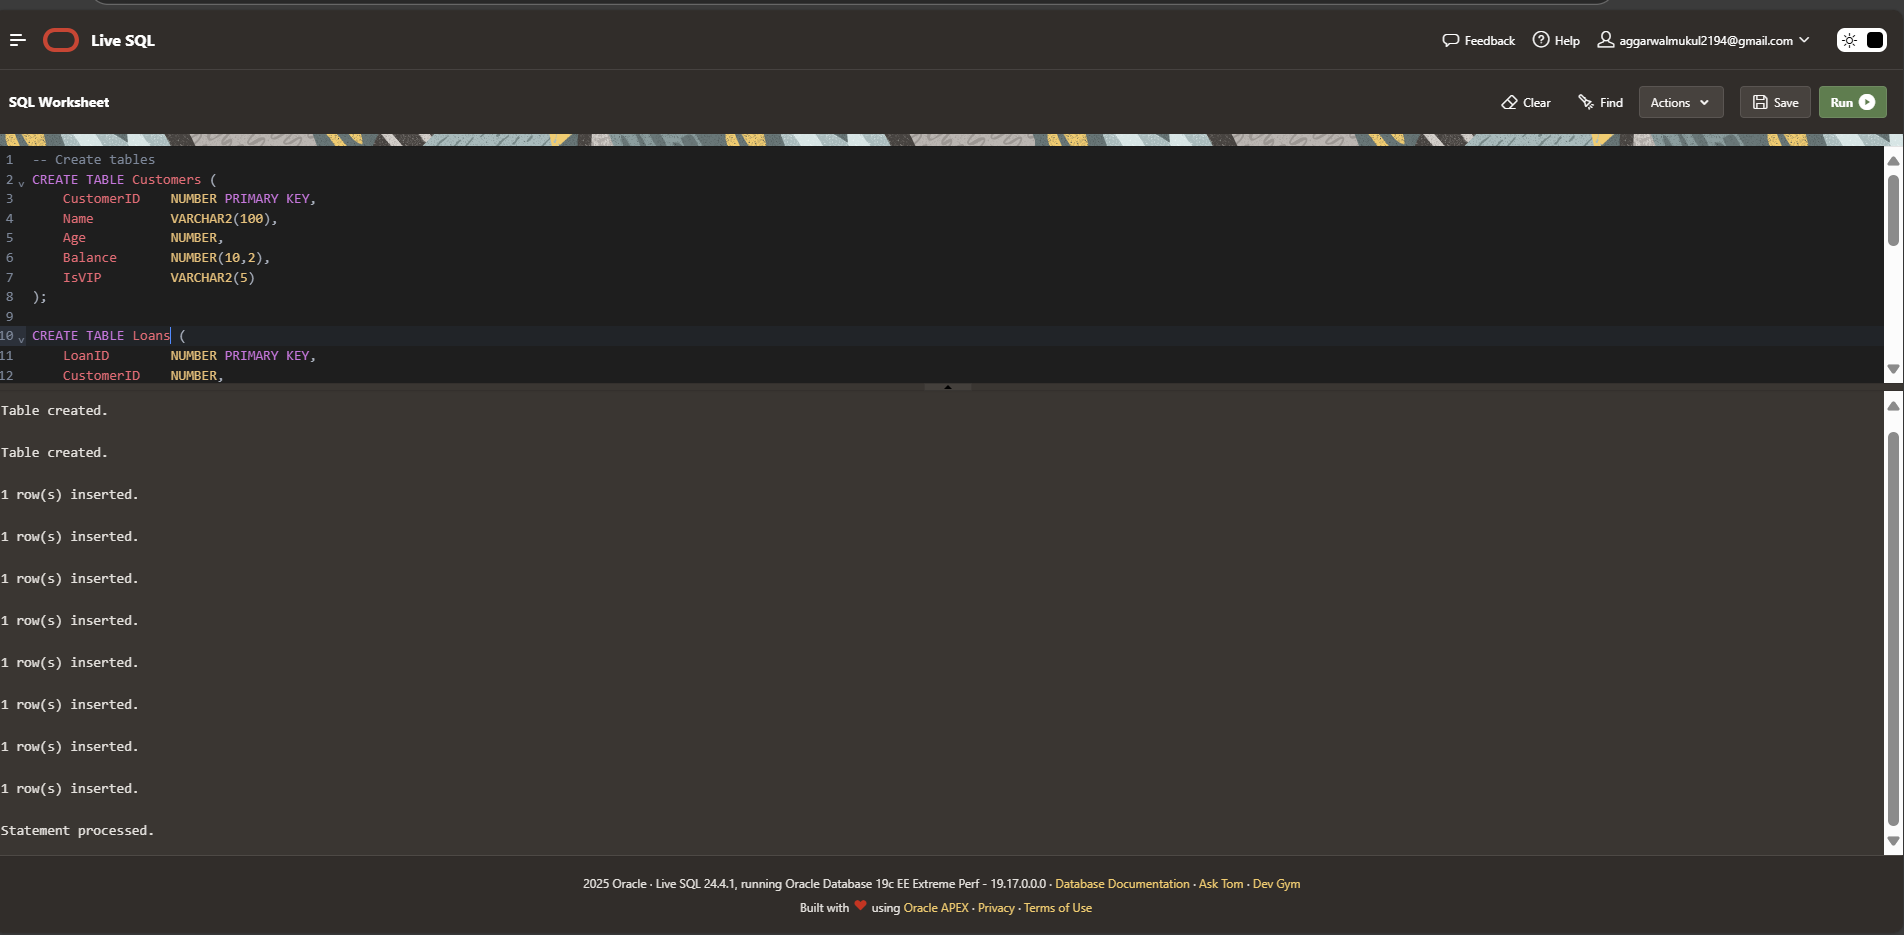 Live SQL
Feedback Help aggarwalmukul2194@gmail.com
SQL Worksheet
Clear Find Actions Save Run
1 -- Create tables
2 CREATE TABLE Customers (
3 CustomerID NUMBER PRIMARY KEY,
4 Name VARCHAR2(100),
5 Age NUMBER,
6 Balance NUMBER(10,2),
7 IsVIP VARCHAR2(5)
8 );
9
10 CREATE TABLE Loans (
11 LoanID NUMBER PRIMARY KEY,
12 CustomerID NUMBER,
Table created.
Table created.
1 row(s) inserted.
1 row(s) inserted.
1 row(s) inserted.
1 row(s) inserted.
1 row(s) inserted.
1 row(s) inserted.
1 row(s) inserted.
1 row(s) inserted.
Statement processed.
2025 Oracle · Live SQL 24.4.1, running Oracle Database 19c EE Extreme Perf - 19.17.0.0.0 · Database Documentation · Ask Tom · Dev Gym
Built with ❤ using Oracle APEX · Privacy · Terms of Use